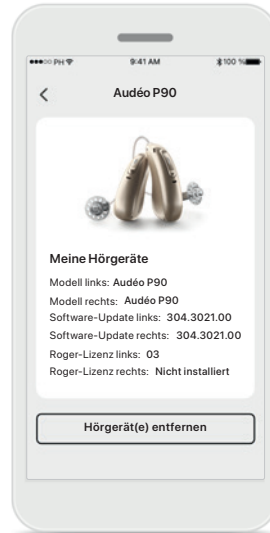 PH 9:41 AM 100 %
Audéo P90
Meine Hörgeräte
Modell links: Audéo P90
Modell rechts: Audéo P90
Software-Update links: 304.3021.00
Software-Update rechts: 304.3021.00
Roger-Lizenz links: 03
Roger-Lizenz rechts: Nicht installiert
Hörgerät(e) entfernen